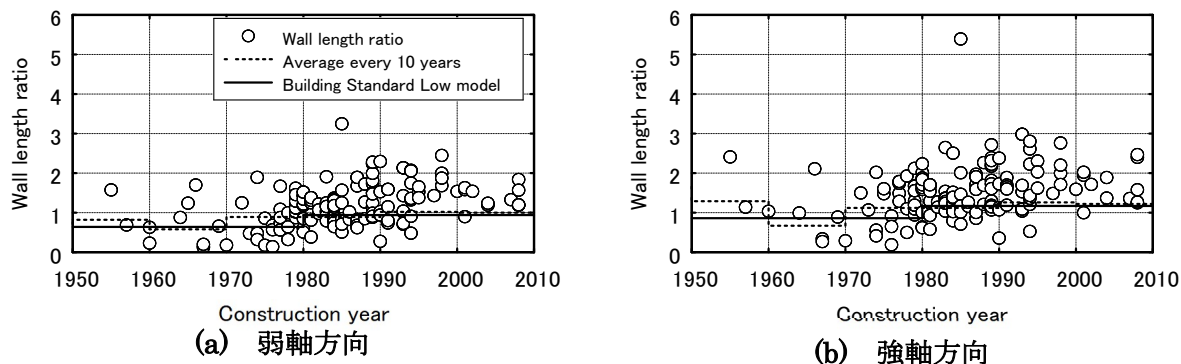 6
5
4
3
2
1
0
Wall length ratio
Wall length ratio
Average every 10 years
Building Standard Low model
1950 1960 1970 1980 1990 2000 2010
Construction year
(a) 弱軸方向
6
5
4
3
2
1
0
Wall length ratio
1950 1960 1970 1980 1990 2000 2010
Construction year
(b) 強軸方向